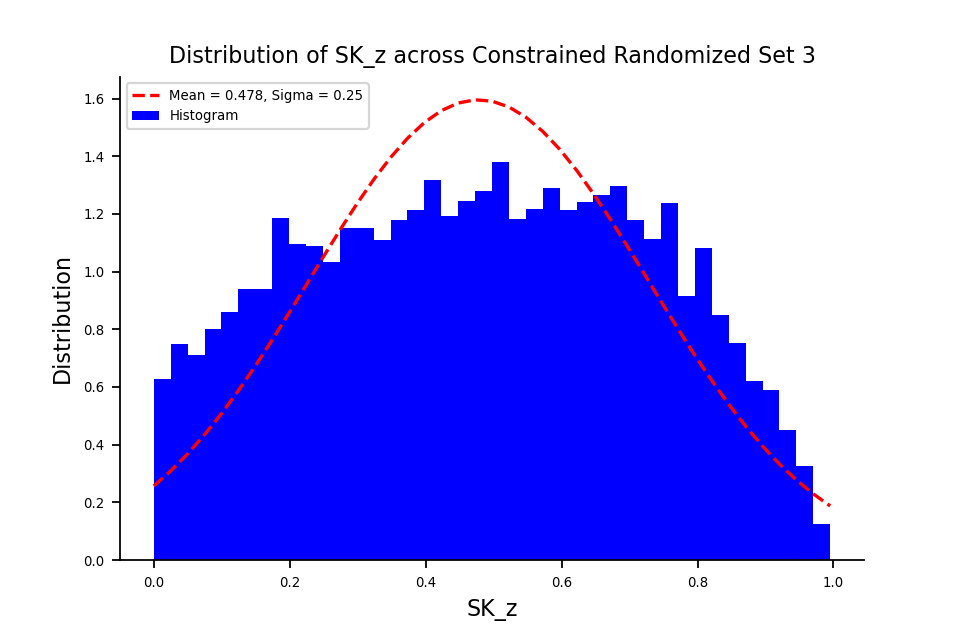 Distribution of SK_z across Constrained Randomized Set 3
Mean = 0.478, Sigma = 0.25
Histogram
Distribution
1.6
1.4
1.2
1.0
0.8
0.6
0.4
0.2
0.0
0.0 0.2 0.4 0.6 0.8 1.0
SK_z